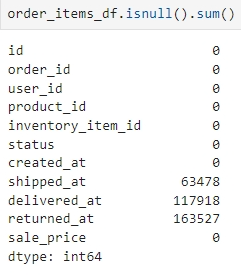 order_items_df.isnull().sum()
id 0
order_id 0
user_id 0
product_id 0
inventory_item_id 0
status 0
created_at 0
shipped_at 63478
delivered_at 117918
returned_at 163527
sale_price 0
dtype: int64